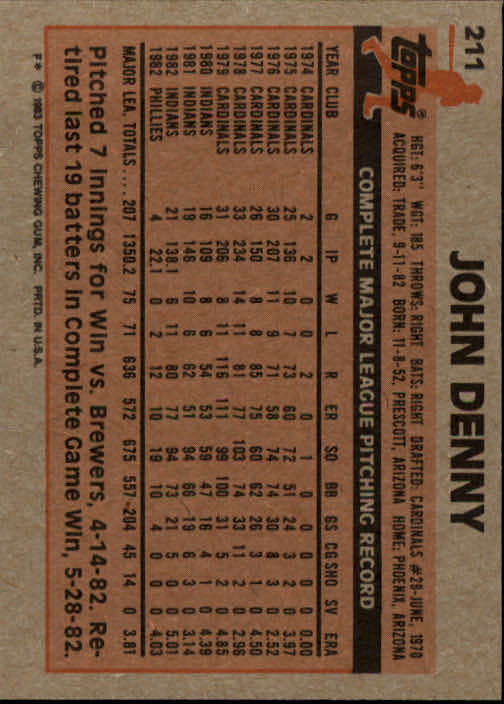 211
topps®
JOHN DENNY
HGT: 6'3" WGT: 185 THROWS: RIGHT BATS: RIGHT DRAFTED: CARDINALS #29-JUNE, 1970
ACQUIRED: TRADE, 9-11-82 BORN: 11-8-52, PRESCOTT, ARIZONA HOME: PHOENIX, ARIZONA
COMPLETE MAJOR LEAGUE PITCHING RECORD
YEAR CLUB G IP W L R ER SO BB GS CG SHO SV ERA
1974 CARDINALS 2 2 0 0 2 0 1 0 0 0 0 0 0.00
1975 CARDINALS 25 136 10 7 73 60 72 51 24 3 2 0 3.97
1976 CARDINALS 30 207 11 9 71 58 74 74 30 8 3 0 2.52
1977 CARDINALS 26 150 8 8 85 75 60 62 26 3 1 0 4.50
1978 CARDINALS 33 234 14 11 81 77 103 74 33 11 2 0 2.96
1979 CARDINALS 31 206 8 11 116 111 99 100 31 5 2 0 4.85
1980 INDIANS 16 109 8 6 54 53 59 47 16 4 1 0 4.39
1981 INDIANS 19 146 10 6 62 51 94 66 19 6 3 0 3.14
1982 INDIANS 21 138.1 6 11 80 77 94 73 21 5 0 0 5.01
1982 PHILLIES 4 22.1 0 2 12 10 19 10 4 0 0 0 4.03
MAJOR LEA. TOTALS.... 207 1350.2 75 71 636 572 675 557 204 45 14 0 3.81
Pitched 7 innings for Win vs. Brewers, 4-14-82. Re-
tired last 19 batters in Complete Game Win, 5-28-82.
F* © 1983 TOPPS CHEWING GUM, INC. PRTD. IN U.S.A.